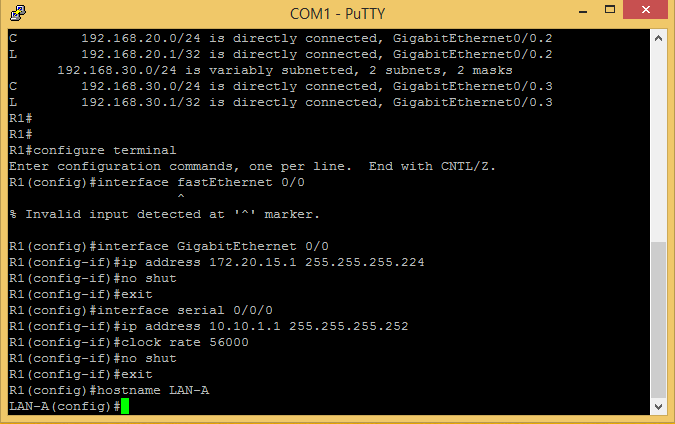 COM1 - PuTTY
C        192.168.20.0/24 is directly connected, GigabitEthernet0/0.2
L        192.168.20.1/32 is directly connected, GigabitEthernet0/0.2
      192.168.30.0/24 is variably subnetted, 2 subnets, 2 masks
C        192.168.30.0/24 is directly connected, GigabitEthernet0/0.3
L        192.168.30.1/32 is directly connected, GigabitEthernet0/0.3
R1#
R1#
R1#configure terminal
Enter configuration commands, one per line.  End with CNTL/Z.
R1(config)#interface fastEthernet 0/0
                      ^
% Invalid input detected at '^' marker.
R1(config)#interface GigabitEthernet 0/0
R1(config-if)#ip address 172.20.15.1 255.255.255.224
R1(config-if)#no shut
R1(config-if)#exit
R1(config)#interface serial 0/0/0
R1(config-if)#ip address 10.10.1.1 255.255.255.252
R1(config-if)#clock rate 56000
R1(config-if)#no shut
R1(config-if)#exit
R1(config)#hostname LAN-A
LAN-A(config)#